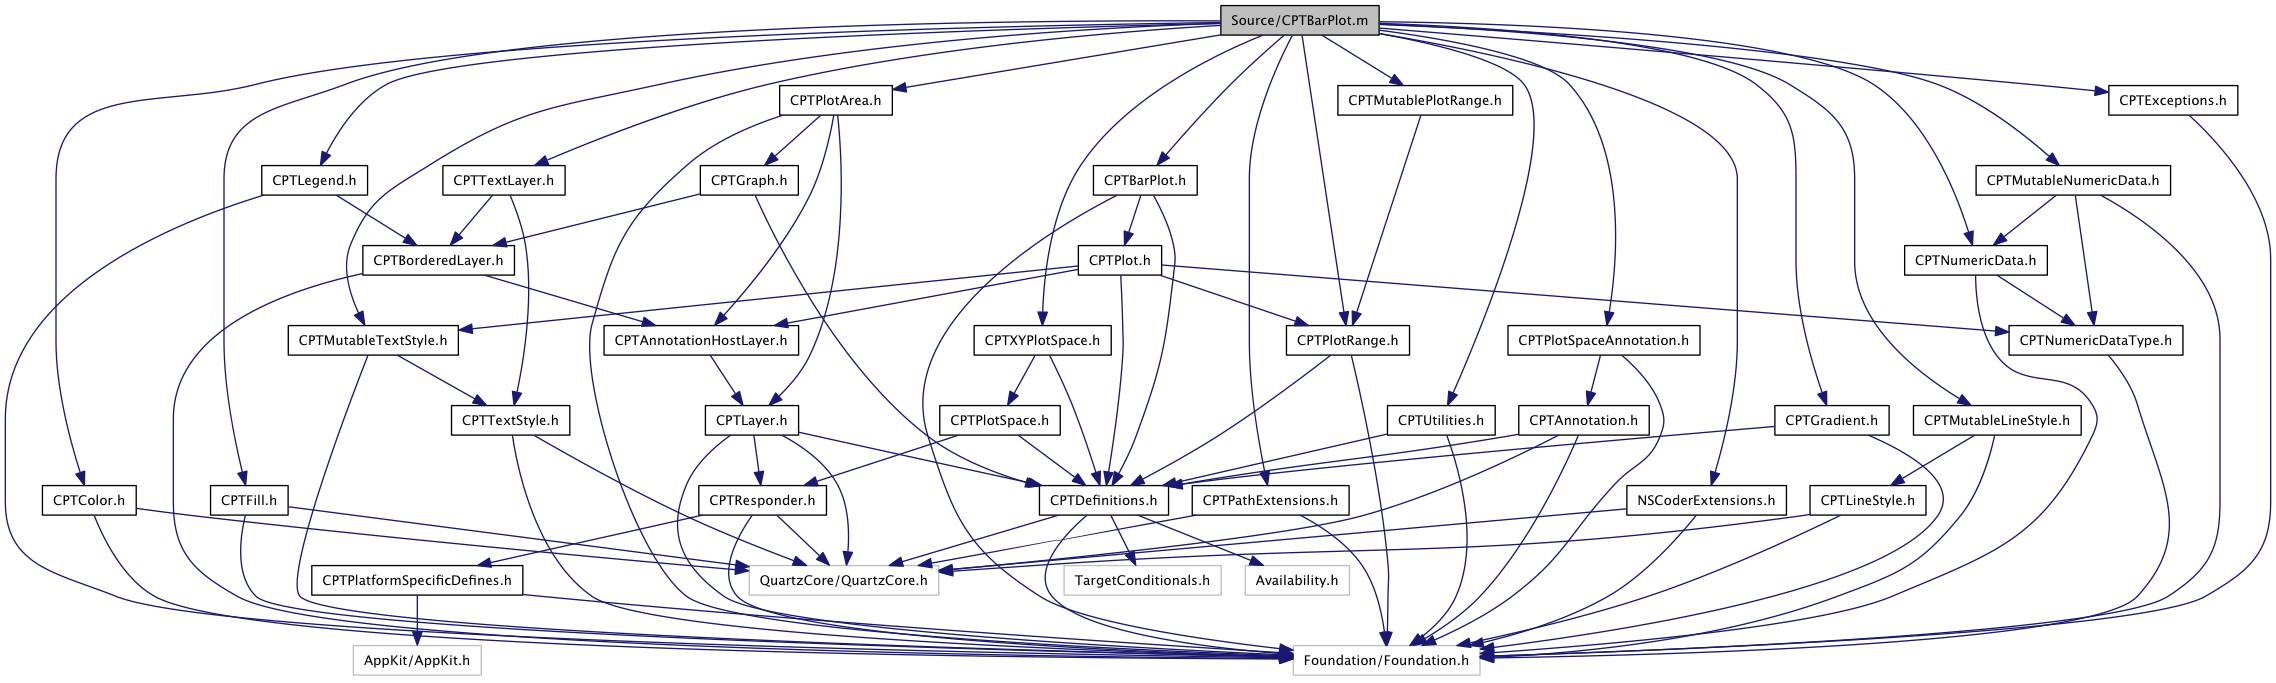 Source/CPTBarPlot.m
CPTPlotArea.h
CPTMutablePlotRange.h
CPTExceptions.h
CPTLegend.h
CPTTextLayer.h
CPTGraph.h
CPTBarPlot.h
CPTMutableNumericData.h
CPTBorderedLayer.h
CPTPlot.h
CPTNumericData.h
CPTMutableTextStyle.h
CPTAnnotationHostLayer.h
CPTXYPlotSpace.h
CPTPlotRange.h
CPTPlotSpaceAnnotation.h
CPTNumericDataType.h
CPTTextStyle.h
CPTLayer.h
CPTPlotSpace.h
CPTUtilities.h
CPTAnnotation.h
CPTGradient.h
CPTMutableLineStyle.h
CPTColor.h
CPTFill.h
CPTResponder.h
CPTDefinitions.h
CPTPathExtensions.h
NSCoderExtensions.h
CPTLineStyle.h
CPTPlatformSpecificDefines.h
QuartzCore/QuartzCore.h
TargetConditionals.h
Availability.h
AppKit/AppKit.h
Foundation/Foundation.h